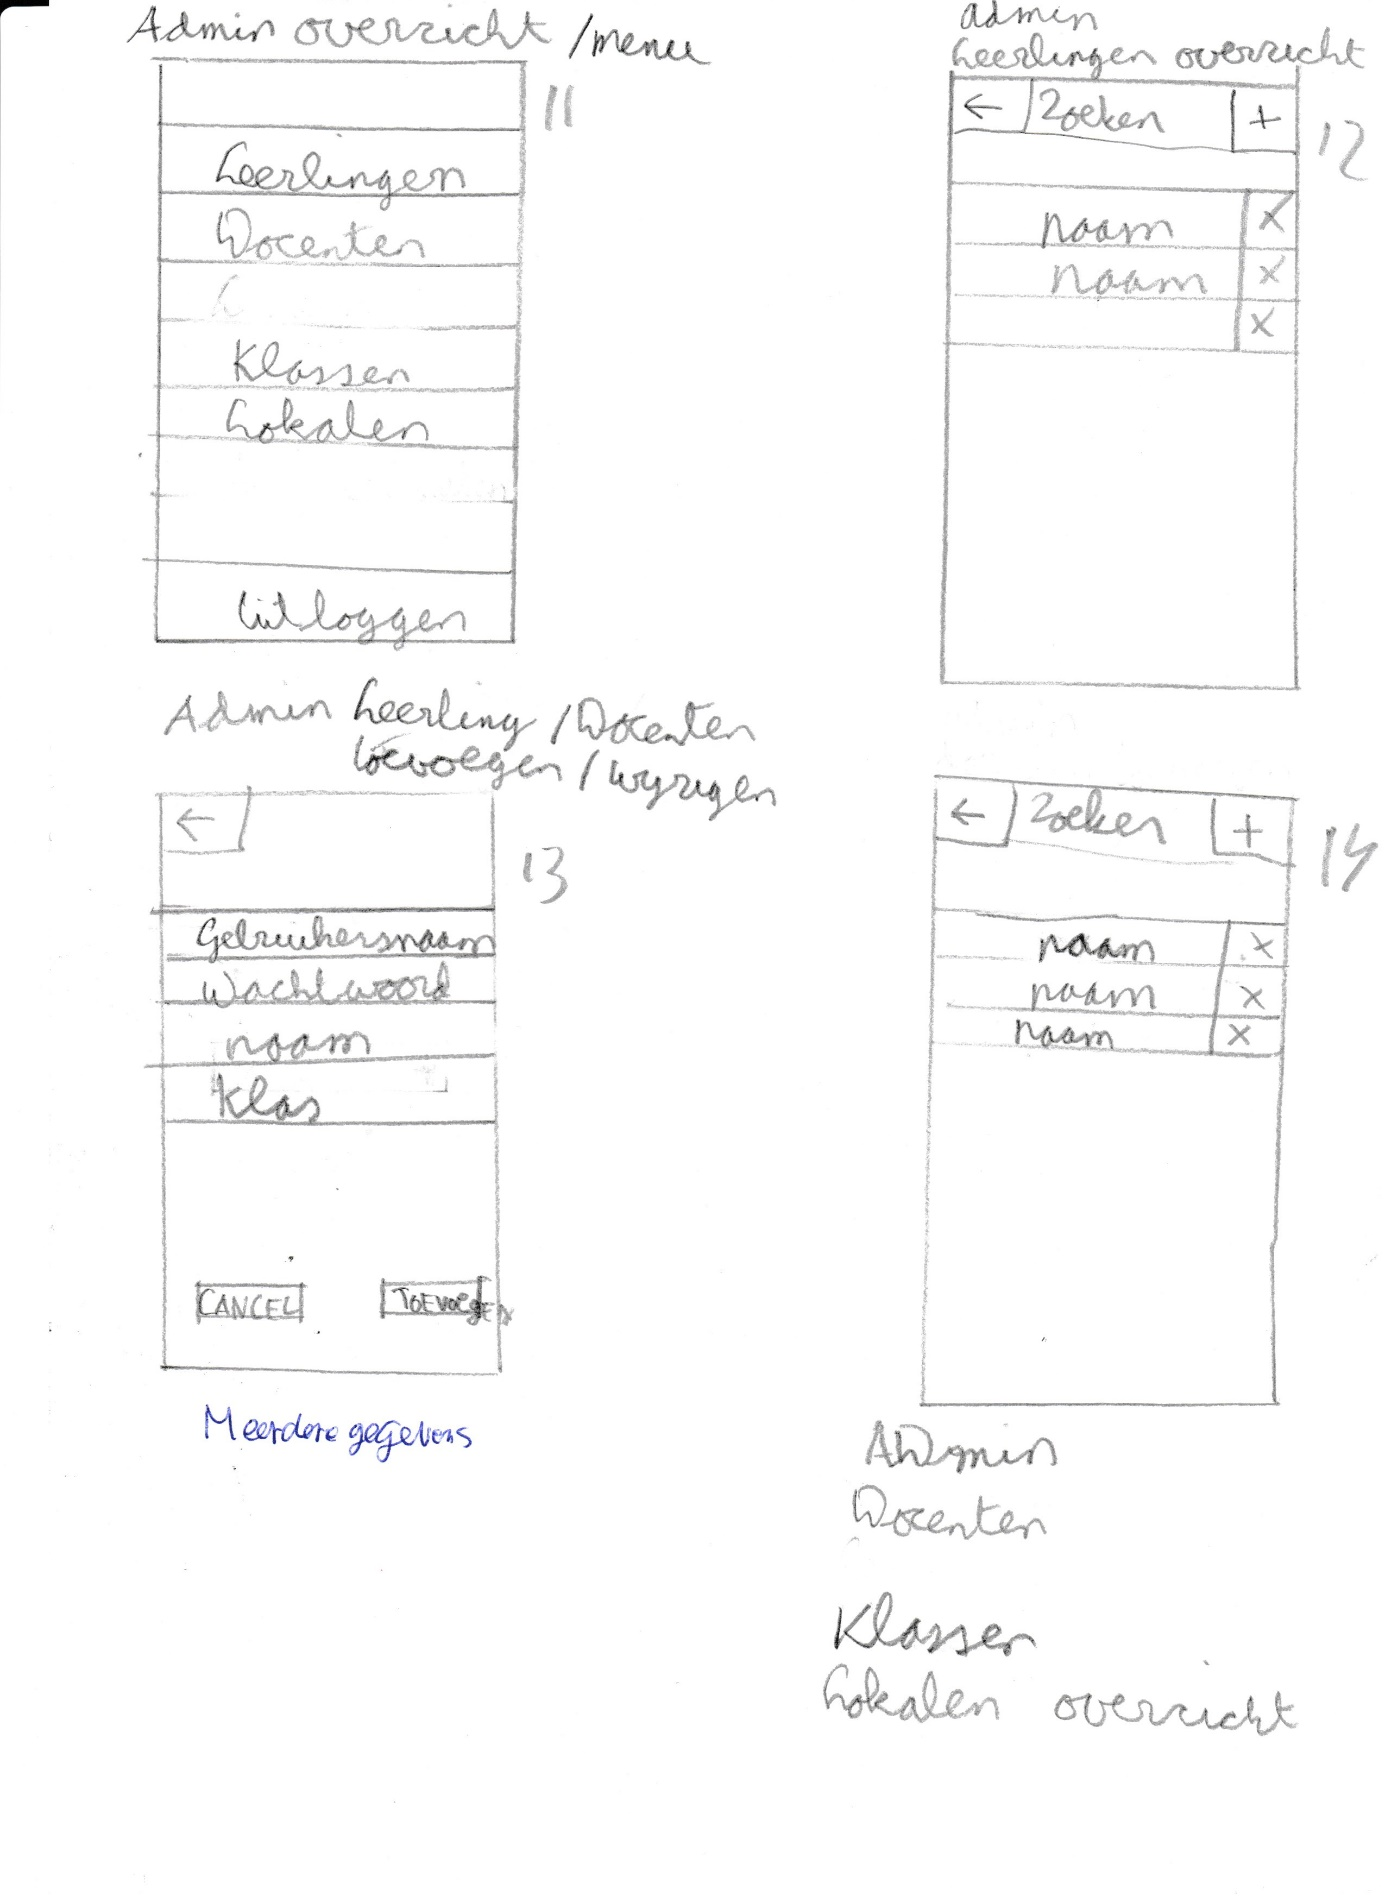 Admin overzicht /menu
11
Leerlingen
Docenten
Klassen
Lokalen
Uitloggen
admin
Leerlingen overzicht
← Zoeken +
12
naam X
naam X
X
Admin Leerling / Docenten
toevoegen / wijzigen
←
13
Gebruikersnaam
Wachtwoord
naam
Klas
CANCEL TOEVOEGEN
Meerdere gegevens
← Zoeken +
14
naam X
naam X
naam X
ADmin
Docenten
Klassen
Lokalen overzicht